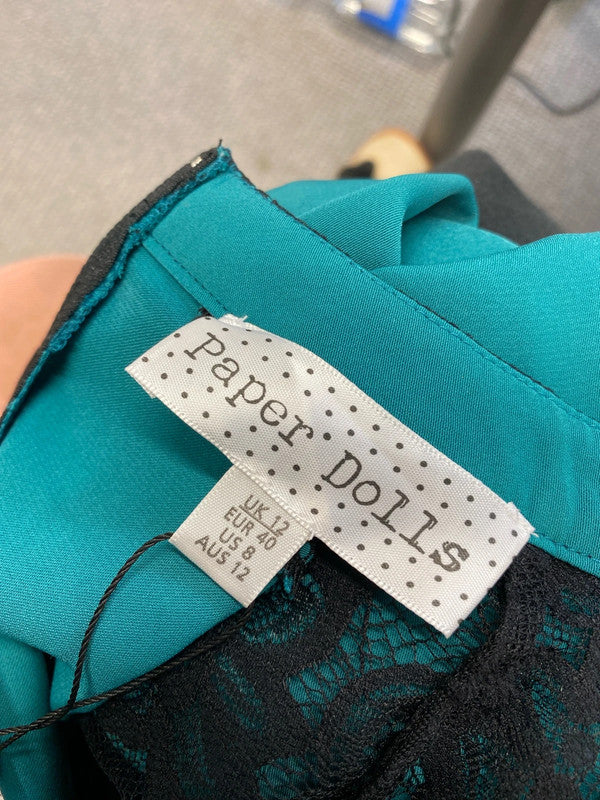 Paper Dolls
UK 12
EUR 40
US 8
AUS 12